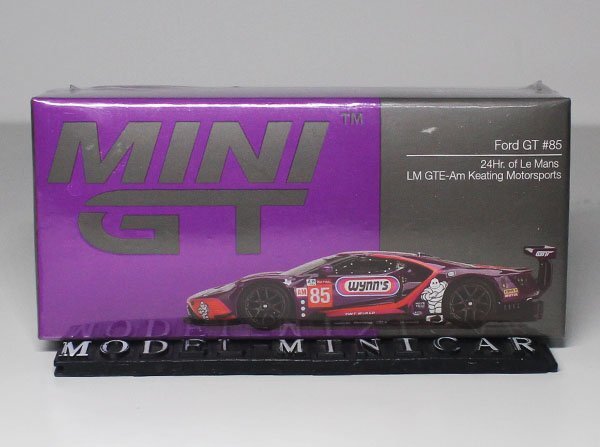 MINI
GT
TM
Ford GT #85
24Hr. of Le Mans
LM GTE-Am Keating Motorsports
WYNN'S
AM
85
MODEL MINICAR